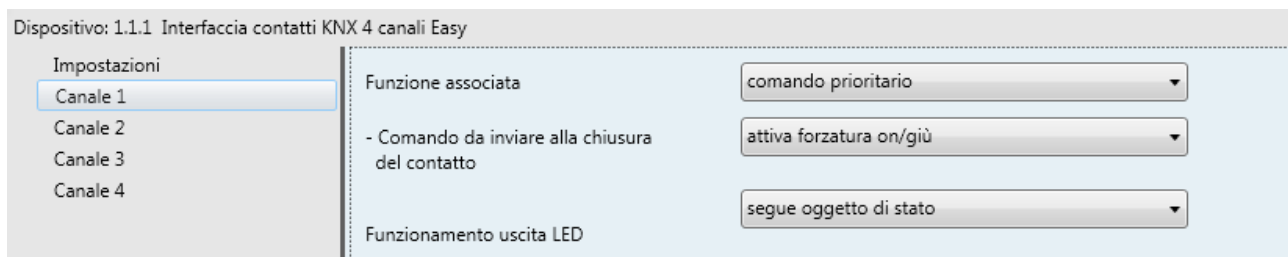 Dispositivo: 1.1.1 Interfaccia contatti KNX 4 canali Easy
Impostazioni
Canale 1
Canale 2
Canale 3
Canale 4
Funzione associata
comando prioritario
- Comando da inviare alla chiusura
del contatto
attiva forzatura on/giù
segue oggetto di stato
Funzionamento uscita LED